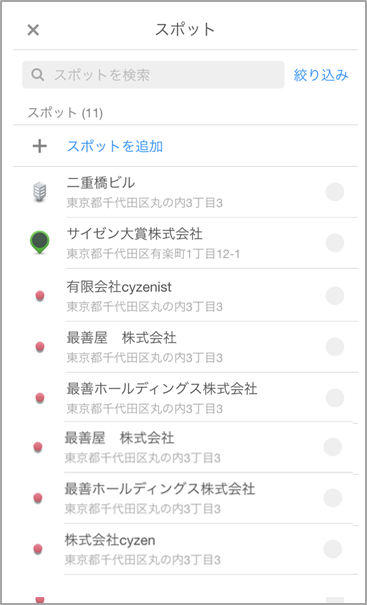 スポット
スポットを検索
絞り込み
スポット (11)
スポットを追加
二重橋ビル
東京都千代田区丸の内3丁目3
サイゼン大賞株式会社
東京都千代田区有楽町1丁目12-1
有限会社cyzenist
東京都千代田区丸の内3丁目3
最善屋　株式会社
東京都千代田区丸の内3丁目3
最善ホールディングス株式会社
東京都千代田区丸の内3丁目3
最善屋　株式会社
東京都千代田区丸の内3丁目3
最善ホールディングス株式会社
東京都千代田区丸の内3丁目3
株式会社cyzen
東京都千代田区丸の内3丁目3